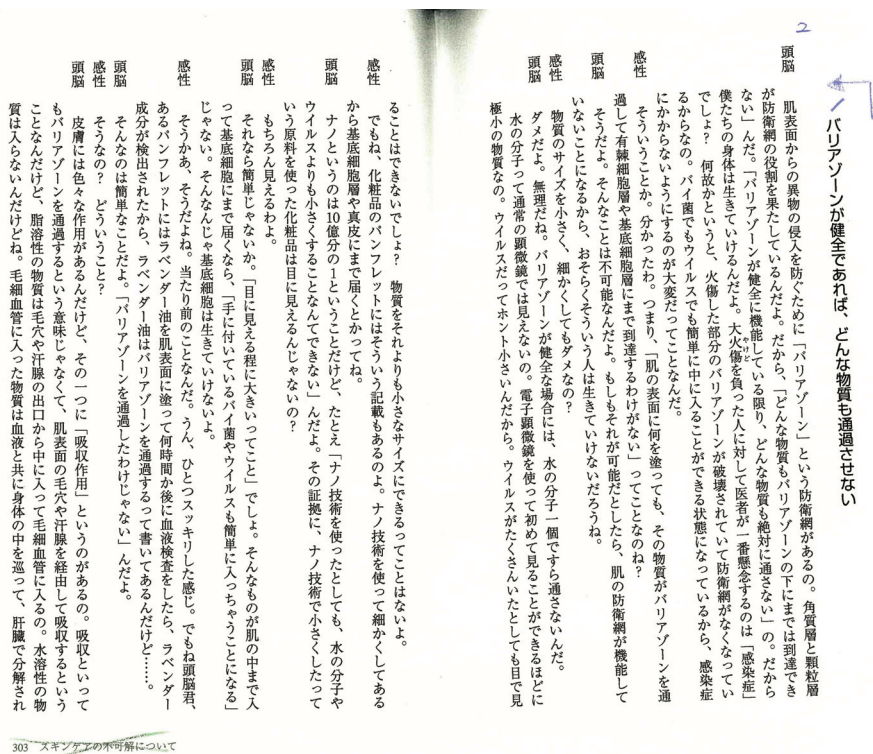 2
バリアゾーンが健全であれば、どんな物質も通過させない
頭脳　肌表面からの異物の侵入を防ぐために「バリアゾーン」という防衛網があるの。角質層と顆粒層
が防衛網の役割を果たしているんだよ。だから、「どんな物質もバリアゾーンの下にまでは到達でき
ない」んだ。「バリアゾーンが健全に機能している限り、どんな物質も絶対に通さない」の。だから
僕たちの身体は生きていけるんだよ。大火傷を負った人に対して医者が一番懸念するのは「感染症」
やけど
でしょ？　何故かというと、火傷した部分のバリアゾーンが破壊されていて防衛網がなくなってい
るからなの。バイ菌でもウイルスでも簡単に中に入ることができる状態になっているから、感染症
にかからないようにするのが大変だってことなんだ。
感性　そういうことか。分かったわ。つまり、「肌の表面に何を塗っても、その物質がバリアゾーンを通
過して有棘細胞層や基底細胞層にまで到達するわけがない」ってことなのね？
頭脳　そうだよ。そんなことは不可能なんだよ。もしもそれが可能だとしたら、肌の防衛網が機能して
いないことになるから、おそらくそういう人は生きていけないだろうね。
感性　物質のサイズを小さく、細かくしてもダメなの？
頭脳　ダメだよ。無理だね。バリアゾーンが健全な場合には、水の分子一個ですら通さないんだ。
水の分子って通常の顕微鏡では見えないの。電子顕微鏡を使って初めて見ることができるほどに
極小の物質なの。ウイルスだってホント小さいんだから。ウイルスがたくさんいたとしても目で見
ることはできないでしょ？　物質をそれよりも小さなサイズにできるってことはないよ。
感性　でもね、化粧品のパンフレットにはそういう記載もあるのよ。ナノ技術を使って細かくしてある
から基底細胞層や真皮にまで届くとかってね。
頭脳　ナノというのは10億分の1ということだけど、たとえ「ナノ技術を使ったとしても、水の分子や
ウイルスよりも小さくすることなんてできない」んだよ。その証拠に、ナノ技術で小さくしたって
いう原料を使った化粧品は目に見えるんじゃないの？
感性　もちろん見えるわよ。
頭脳　それなら簡単じゃないか。「目に見える程に大きいってこと」でしょ。そんなものが肌の中まで入
って基底細胞にまで届くなら、「手に付いているバイ菌やウイルスも簡単に入っちゃうことになる」
じゃない。そんなんじゃ基底細胞は生きていけないよ。
感性　そうかあ、そうだよね。当たり前のことなんだ。うん、ひとつスッキリした感じ。でもね頭脳君、
あるパンフレットにはラベンダー油を肌表面に塗って何時間か後に血液検査をしたら、ラベンダー
成分が検出されたから、ラベンダー油はバリアゾーンを通過するって書いてあるんだけど……。
頭脳　そんなのは簡単なことだよ。「バリアゾーンを通過したわけじゃない」んだよ。
感性　そうなの？　どういうこと？
頭脳　皮膚には色々な作用があるんだけど、その一つに「吸収作用」というのがあるの。吸収といって
もバリアゾーンを通過するという意味じゃなくて、肌表面の毛穴や汗腺を経由して吸収するという
ことなんだけど、脂溶性の物質は毛穴や汗腺の出口から中に入って毛細血管に入るの。水溶性の物
質は入らないんだけどね。毛細血管に入った物質は血液と共に身体の中を巡って、肝臓で分解され
303　スキンケアの不可解について